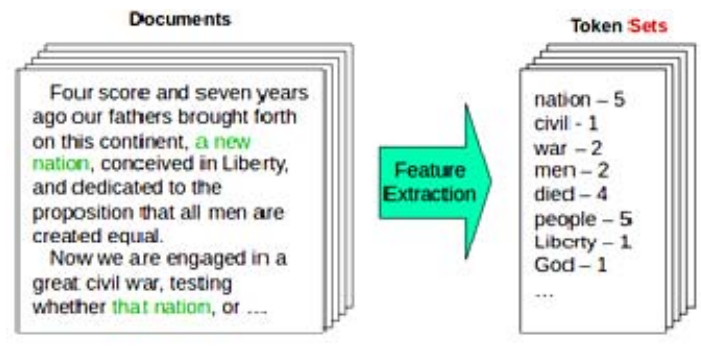 Documents
Four score and seven years
ago our fathers brought forth
on this continent, a new
nation, conceived in Liberty,
and dedicated to the
proposition that all men are
created equal.
Now we are engaged in a
great civil war, testing
whether that nation, or ....
Feature
Extraction
Token Sets
nation – 5
civil - 1
war – 2
men – 2
died – 4
people – 5
Liberty – 1
God – 1
...